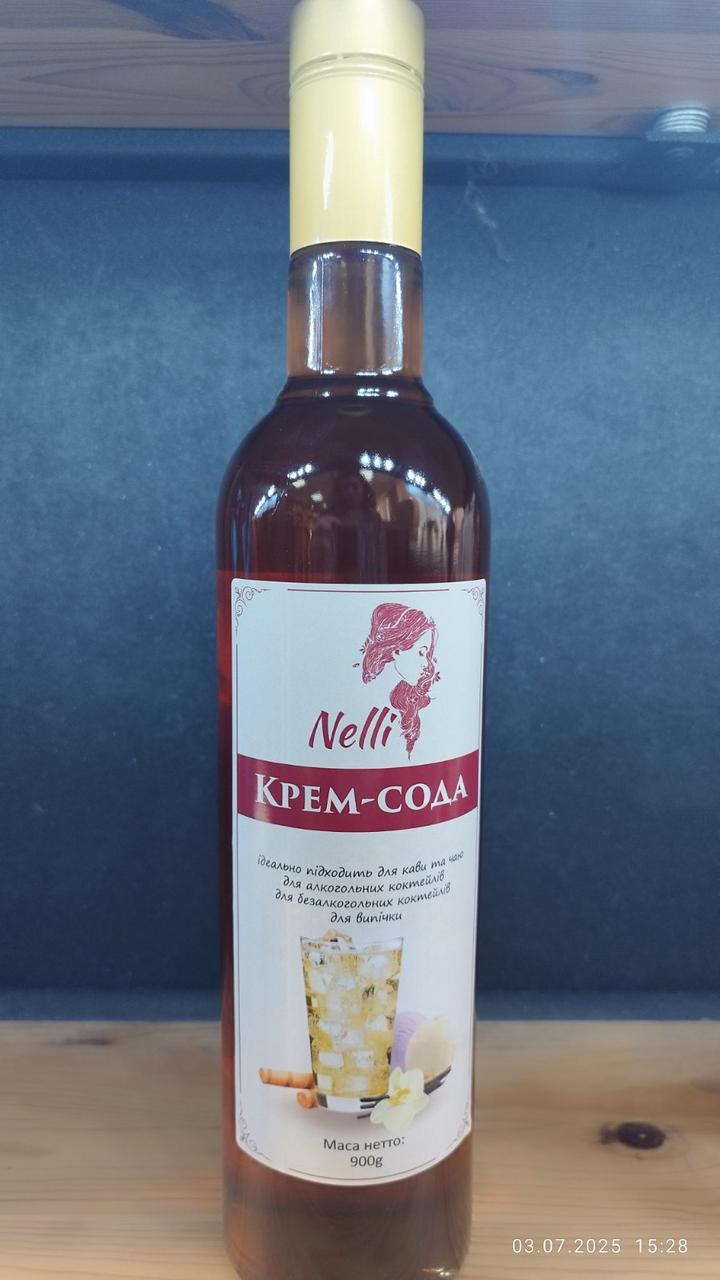 Nelli
Крем-сода
ідеально підходить для кави та чаю
для алкогольних коктейлів
для безалкогольних коктейлів
для випічки
Маса нетто:
900g
03.07.2025 15:28